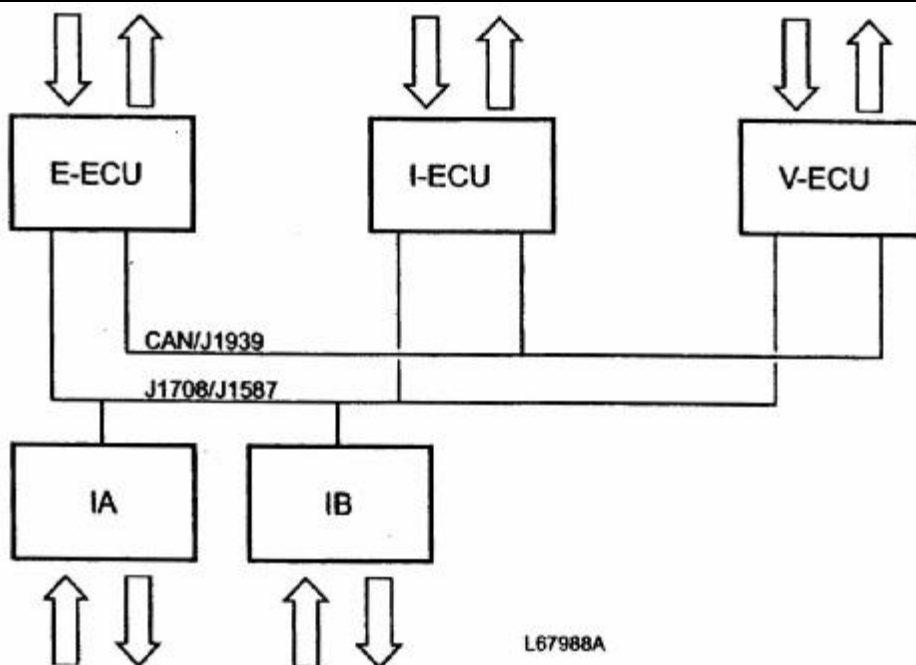 E-ECU
I-ECU
V-ECU
CAN/J1939
J1708/J1587
IA
IB
L67988A